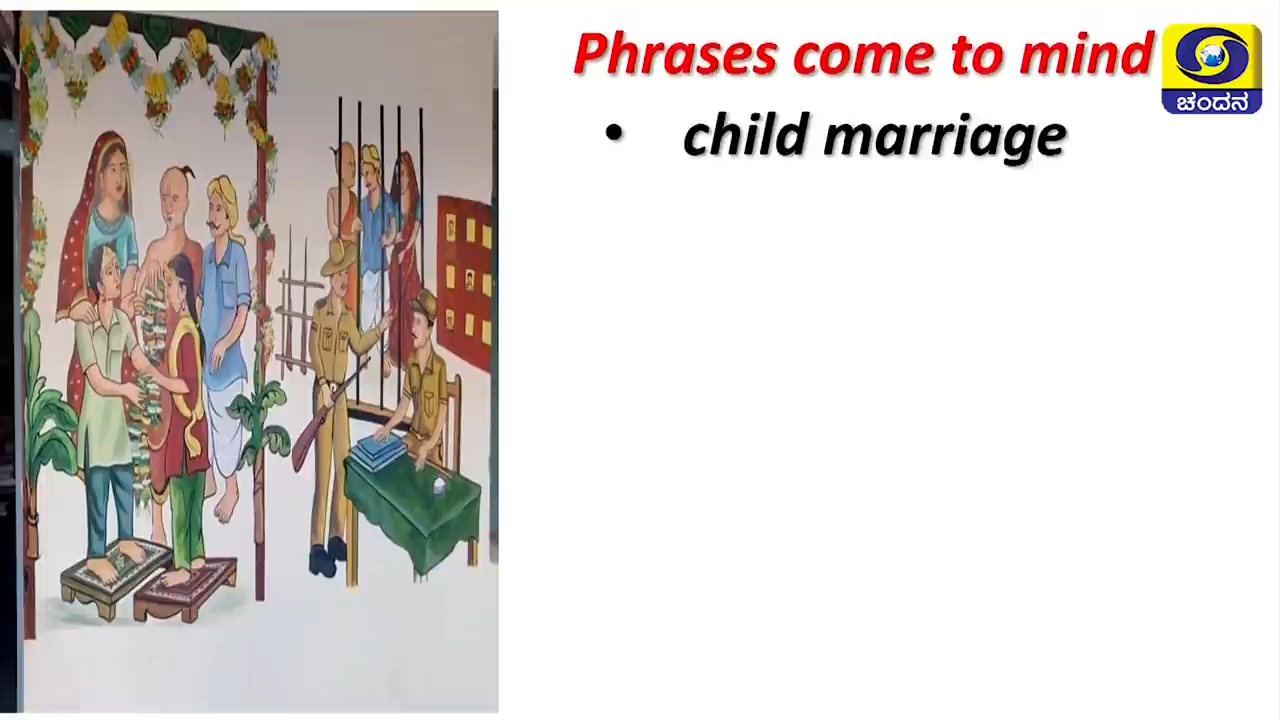 Phrases come to mind
ಚಂದನ
• child marriage